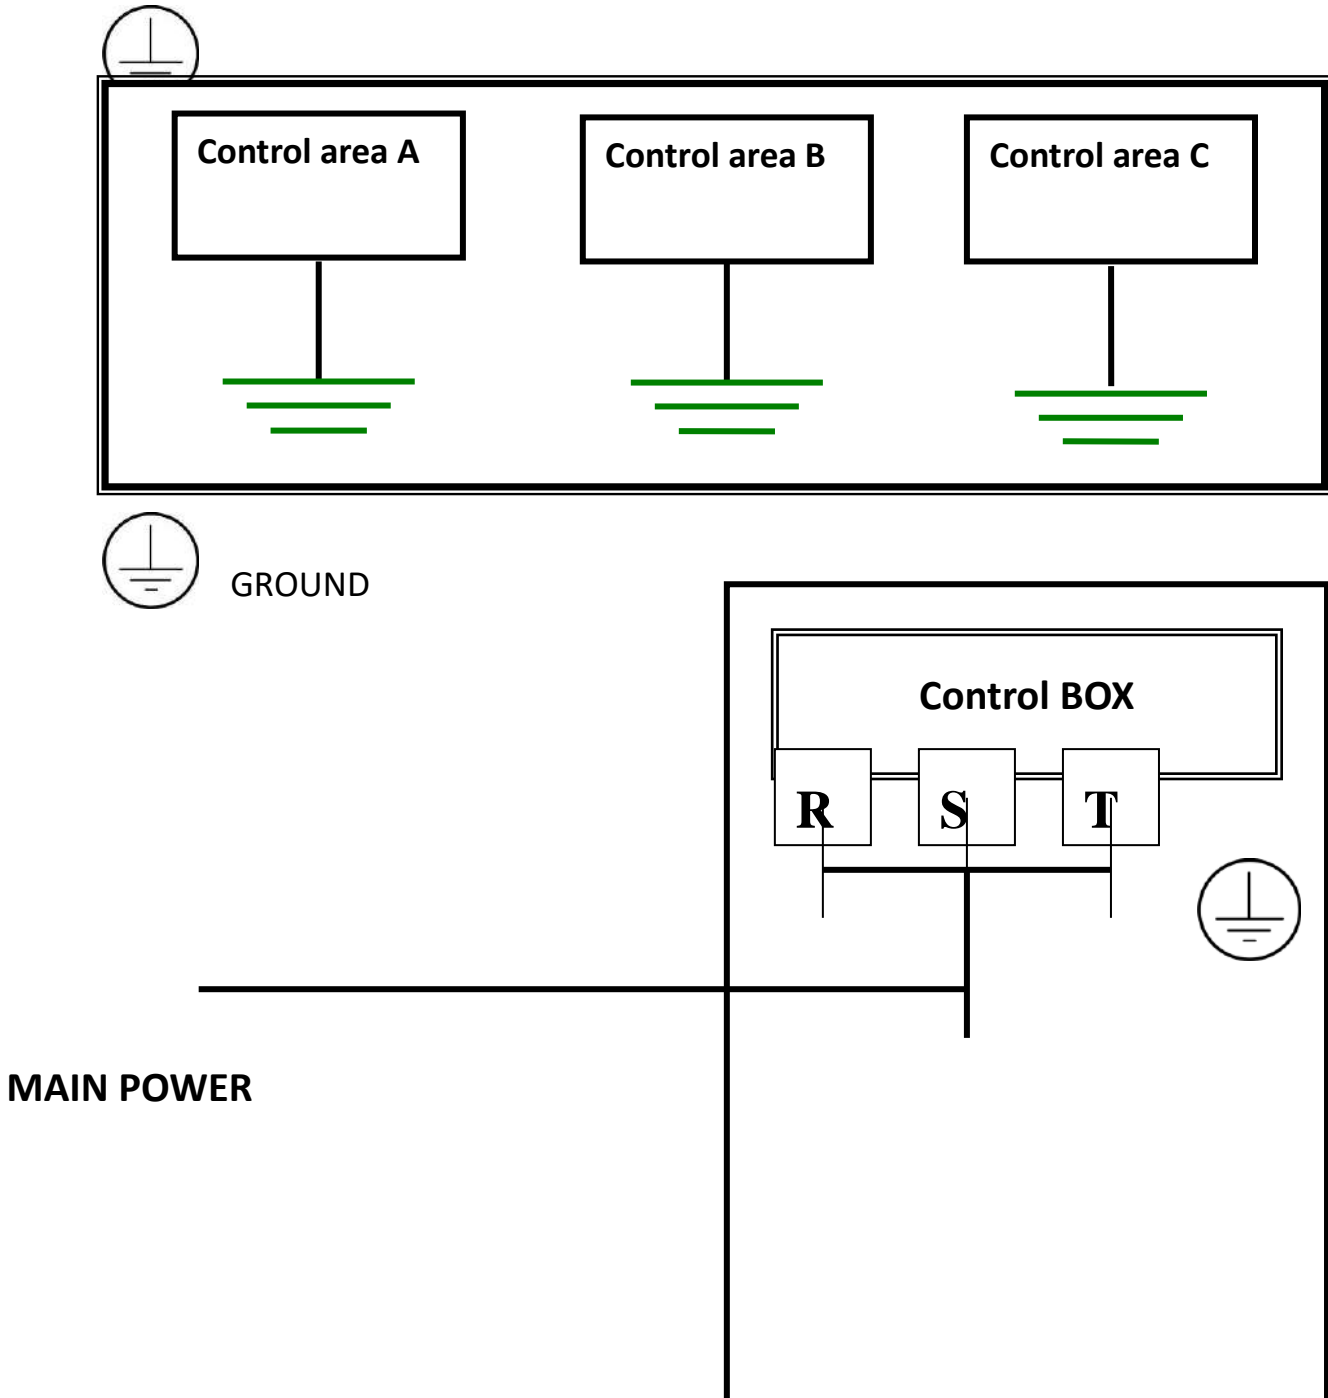 Control area A
Control area B
Control area C
GROUND
Control BOX
R
S
T
MAIN POWER